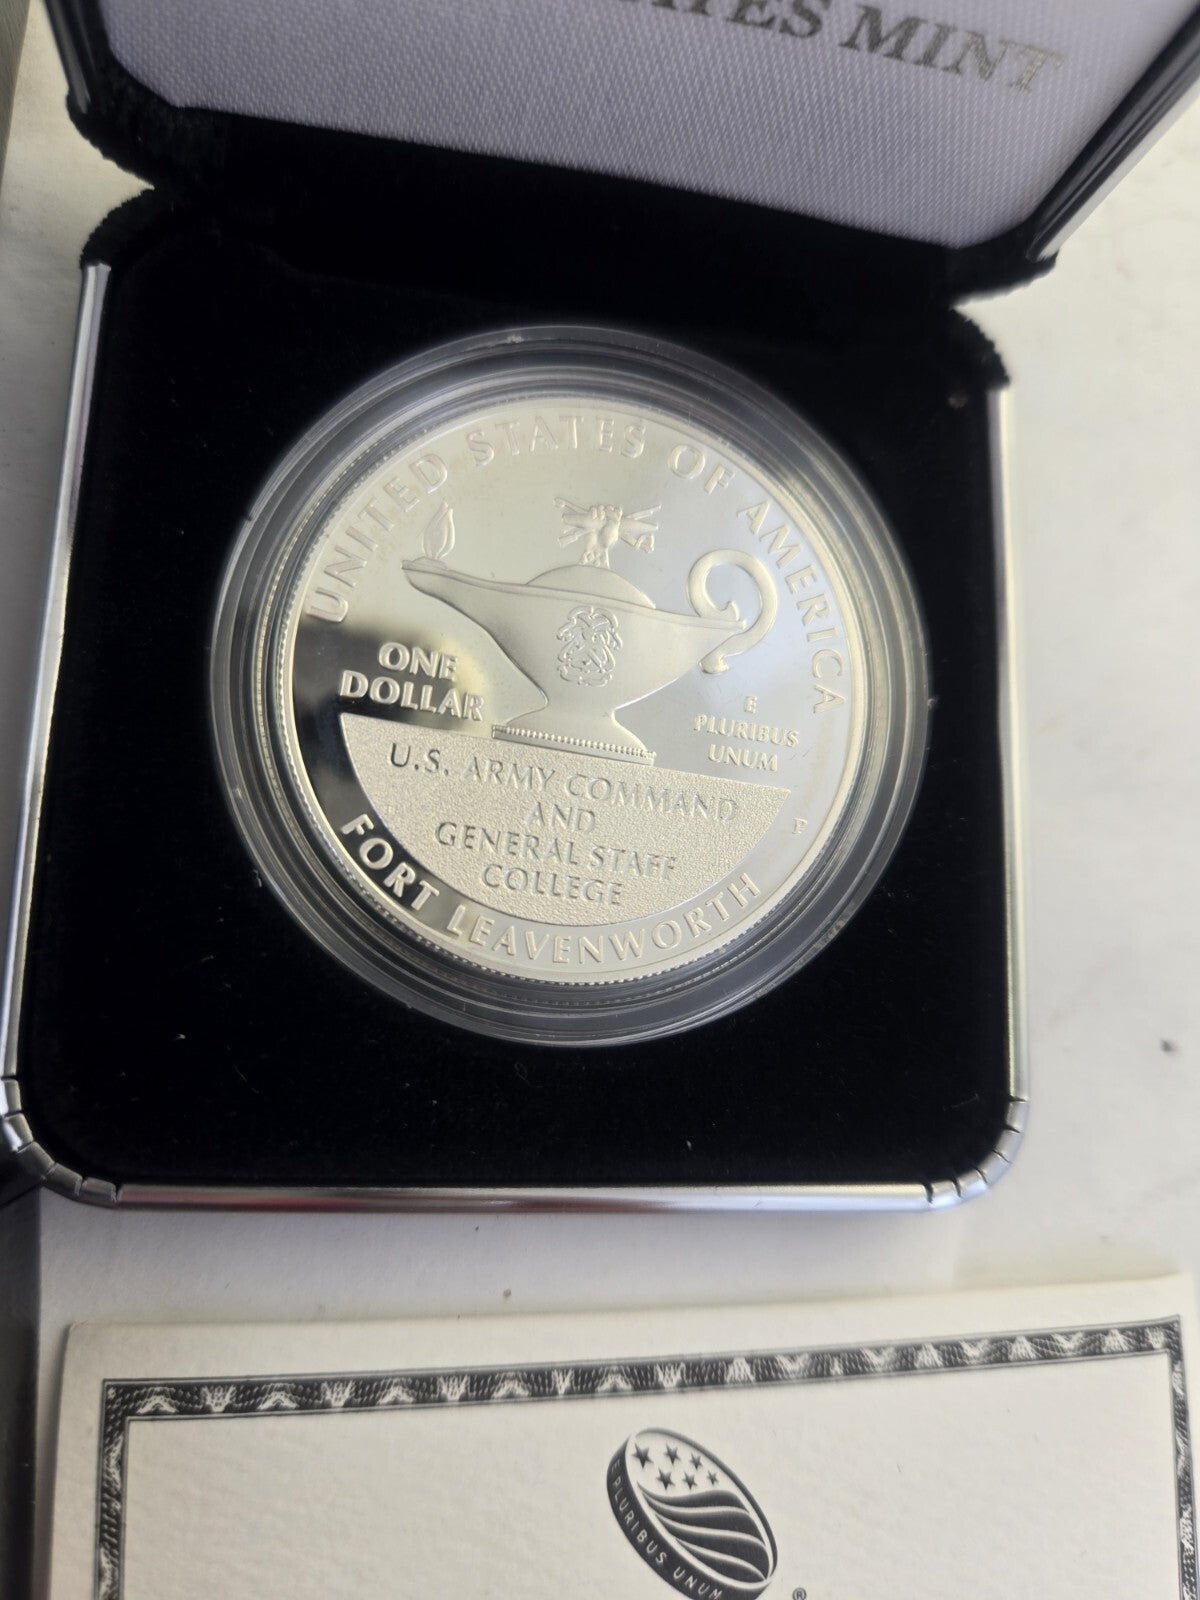 MINT
UNITED STATES OF AMERICA
ONE
DOLLAR
E
PLURIBUS
UNUM
U.S. ARMY COMMAND
AND
GENERAL STAFF
COLLEGE
P
FORT LEAVENWORTH
E PLURIBUS UNUM
®